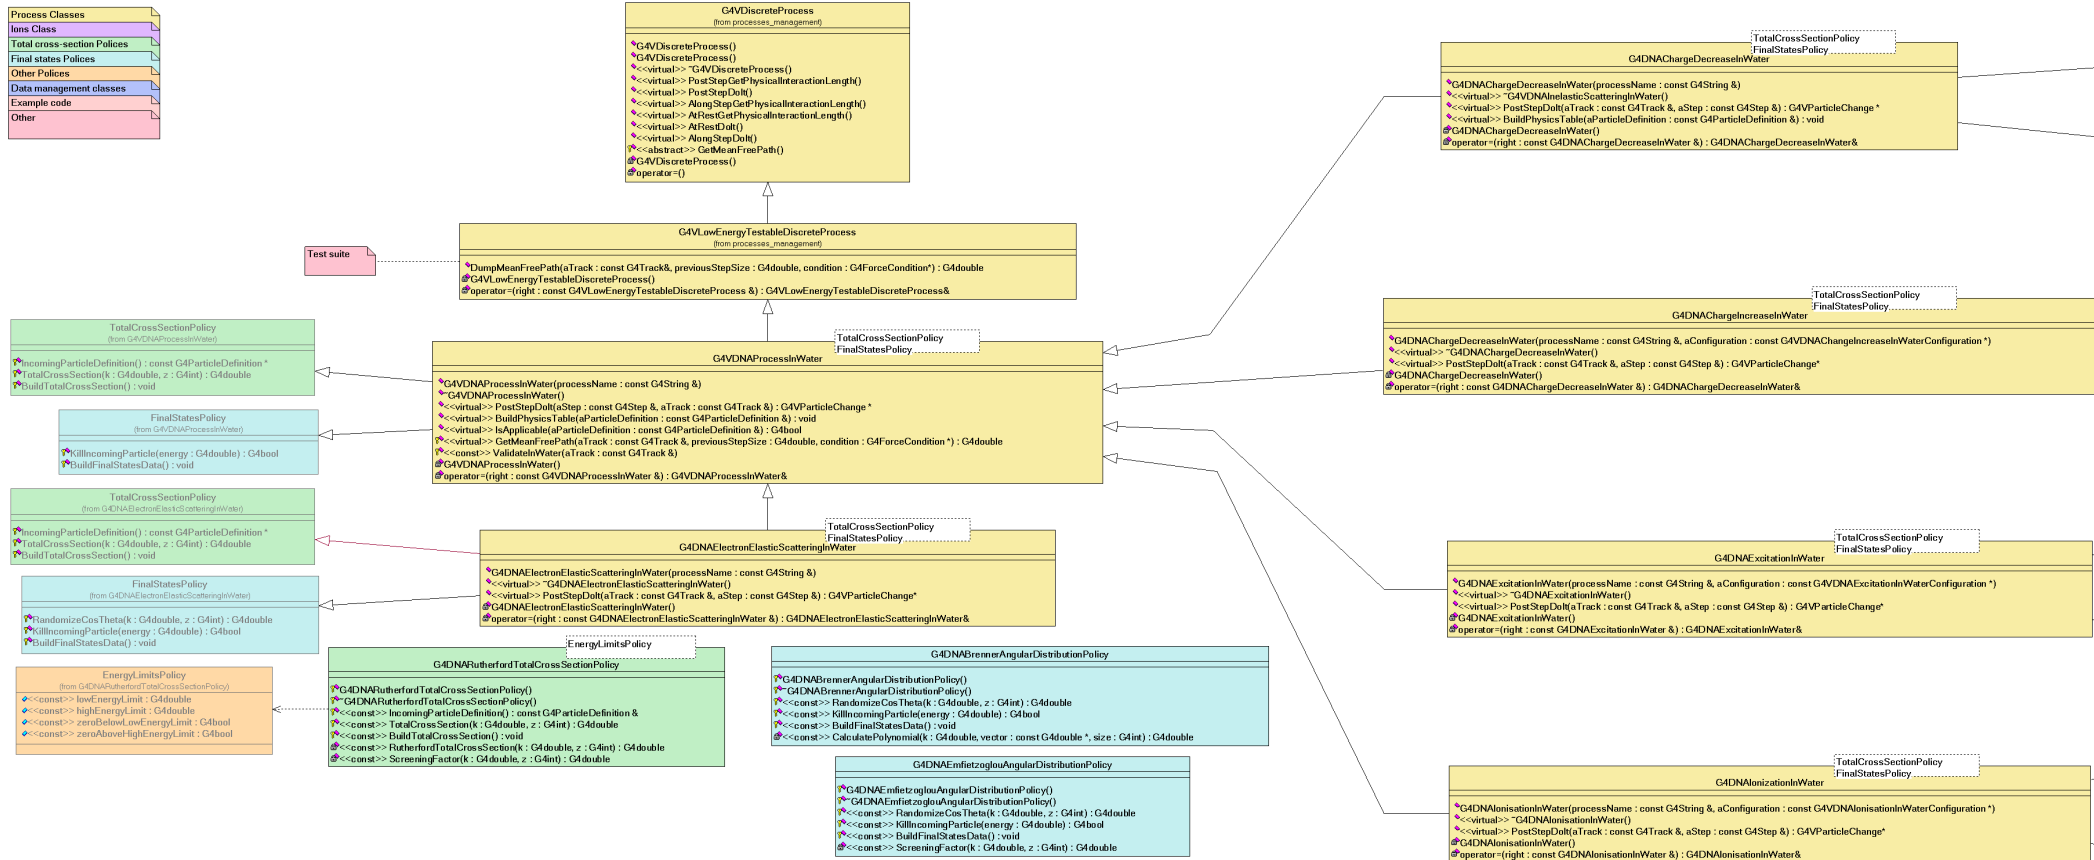 Process Classes
Ions Class
Total cross-section Polices
Final states Polices
Other Polices
Data management classes
Example code
Other
G4VDiscreteProcess
(from processes_management)
G4VDiscreteProcess()
G4VDiscreteProcess()
<<virtual>> ~G4VDiscreteProcess()
<<virtual>> PostStepGetPhysicalInteractionLength()
<<virtual>> PostStepDoIt()
<<virtual>> AlongStepGetPhysicalInteractionLength()
<<virtual>> AtRestGetPhysicalInteractionLength()
<<virtual>> AtRestDoIt()
<<virtual>> AlongStepDoIt()
<<abstract>> GetMeanFreePath()
G4VDiscreteProcess()
operator=()
G4VLowEnergyTestableDiscreteProcess
(from processes_management)
DumpMeanFreePath(aTrack : const G4Track&, previousStepSize : G4double, condition : G4ForceCondition*) : G4double
G4VLowEnergyTestableDiscreteProcess()
operator=(right : const G4VLowEnergyTestableDiscreteProcess &) : G4VLowEnergyTestableDiscreteProcess&
Test suite
TotalCrossSectionPolicy
(from G4VDNAProcessInWater)
IncomingParticleDefinition() : const G4ParticleDefinition *
TotalCrossSection(k : G4double, z : G4int) : G4double
BuildTotalCrossSection() : void
FinalStatesPolicy
(from G4VDNAProcessInWater)
KillIncomingParticle(energy : G4double) : G4bool
BuildFinalStatesData() : void
TotalCrossSectionPolicy
FinalStatesPolicy
G4VDNAProcessInWater
G4VDNAProcessInWater(processName : const G4String &)
~G4VDNAProcessInWater()
<<virtual>> PostStepDoIt(aStep : const G4Step &, aTrack : const G4Track &) : G4VParticleChange *
<<virtual>> BuildPhysicsTable(aParticleDefinition : const G4ParticleDefinition &) : void
<<virtual>> IsApplicable(aParticleDefinition : const G4ParticleDefinition &) : G4bool
<<virtual>> GetMeanFreePath(aTrack : const G4Track &, previousStepSize : G4double, condition : G4ForceCondition *) : G4double
<<const>> ValidateInWater(aTrack : const G4Track &)
G4VDNAProcessInWater()
operator=(right : const G4VDNAProcessInWater &) : G4VDNAProcessInWater&
TotalCrossSectionPolicy
(from G4DNAElectronElasticScatteringInWater)
IncomingParticleDefinition() : const G4ParticleDefinition *
TotalCrossSection(k : G4double, z : G4int) : G4double
BuildTotalCrossSection() : void
FinalStatesPolicy
(from G4DNAElectronElasticScatteringInWater)
RandomizeCosTheta(k : G4double, z : G4int) : G4double
KillIncomingParticle(energy : G4double) : G4bool
BuildFinalStatesData() : void
TotalCrossSectionPolicy
FinalStatesPolicy
G4DNAElectronElasticScatteringInWater
G4DNAElectronElasticScatteringInWater(processName : const G4String &)
<<virtual>> ~G4DNAElectronElasticScatteringInWater()
<<virtual>> PostStepDoIt(aTrack : const G4Track &, aStep : const G4Step &) : G4VParticleChange*
G4DNAElectronElasticScatteringInWater()
operator=(right : const G4DNAElectronElasticScatteringInWater &) : G4DNAElectronElasticScatteringInWater&
EnergyLimitsPolicy
(from G4DNARutherfordTotalCrossSectionPolicy)
<<const>> lowEnergyLimit : G4double
<<const>> highEnergyLimit : G4double
<<const>> zeroBelowLowEnergyLimit : G4bool
<<const>> zeroAboveHighEnergyLimit : G4bool
EnergyLimitsPolicy
G4DNARutherfordTotalCrossSectionPolicy
G4DNARutherfordTotalCrossSectionPolicy()
~G4DNARutherfordTotalCrossSectionPolicy()
<<const>> IncomingParticleDefinition() : const G4ParticleDefinition &
<<const>> TotalCrossSection(k : G4double, z : G4int) : G4double
<<const>> BuildTotalCrossSection() : void
<<const>> RutherfordTotalCrossSection(k : G4double, z : G4int) : G4double
<<const>> ScreeningFactor(k : G4double, z : G4int) : G4double
G4DNABrennerAngularDistributionPolicy
G4DNABrennerAngularDistributionPolicy()
~G4DNABrennerAngularDistributionPolicy()
<<const>> RandomizeCosTheta(k : G4double, z : G4int) : G4double
<<const>> KillIncomingParticle(energy : G4double) : G4bool
<<const>> BuildFinalStatesData() : void
<<const>> CalculatePolynomial(k : G4double, vector : const G4double *, size : G4int) : G4double
G4DNAEmfietzoglouAngularDistributionPolicy
G4DNAEmfietzoglouAngularDistributionPolicy()
~G4DNAEmfietzoglouAngularDistributionPolicy()
<<const>> RandomizeCosTheta(k : G4double, z : G4int) : G4double
<<const>> KillIncomingParticle(energy : G4double) : G4bool
<<const>> BuildFinalStatesData() : void
<<const>> ScreeningFactor(k : G4double, z : G4int) : G4double
TotalCrossSectionPolicy
FinalStatesPolicy
G4DNAChargeDecreaseInWater
G4DNAChargeDecreaseInWater(processName : const G4String &)
<<virtual>> ~G4VDNAInelasticScatteringInWater()
<<virtual>> PostStepDoIt(aTrack : const G4Track &, aStep : const G4Step &) : G4VParticleChange *
<<virtual>> BuildPhysicsTable(aParticleDefinition : const G4ParticleDefinition &) : void
G4DNAChargeDecreaseInWater()
operator=(right : const G4DNAChargeDecreaseInWater &) : G4DNAChargeDecreaseInWater&
TotalCrossSectionPolicy
FinalStatesPolicy
G4DNAChargeIncreaseInWater
G4DNAChargeDecreaseInWater(processName : const G4String &, aConfiguration : const G4VDNAChangeIncreaseInWaterConfiguration *)
<<virtual>> ~G4DNAChargeDecreaseInWater()
<<virtual>> PostStepDoIt(aTrack : const G4Track &, aStep : const G4Step &) : G4VParticleChange*
G4DNAChargeDecreaseInWater()
operator=(right : const G4DNAChargeDecreaseInWater &) : G4DNAChargeDecreaseInWater&
TotalCrossSectionPolicy
FinalStatesPolicy
G4DNAExcitationInWater
G4DNAExcitationInWater(processName : const G4String &, aConfiguration : const G4VDNAExcitationInWaterConfiguration *)
<<virtual>> ~G4DNAExcitationInWater()
<<virtual>> PostStepDoIt(aTrack : const G4Track &, aStep : const G4Step &) : G4VParticleChange*
G4DNAExcitationInWater()
operator=(right : const G4DNAExcitationInWater &) : G4DNAExcitationInWater&
TotalCrossSectionPolicy
FinalStatesPolicy
G4DNAIonizationInWater
G4DNAIonisationInWater(processName : const G4String &, aConfiguration : const G4VDNAIonisationInWaterConfiguration *)
<<virtual>> ~G4DNAIonisationInWater()
<<virtual>> PostStepDoIt(aTrack : const G4Track &, aStep : const G4Step &) : G4VParticleChange*
G4DNAIonisationInWater()
operator=(right : const G4DNAIonisationInWater &) : G4DNAIonisationInWater&